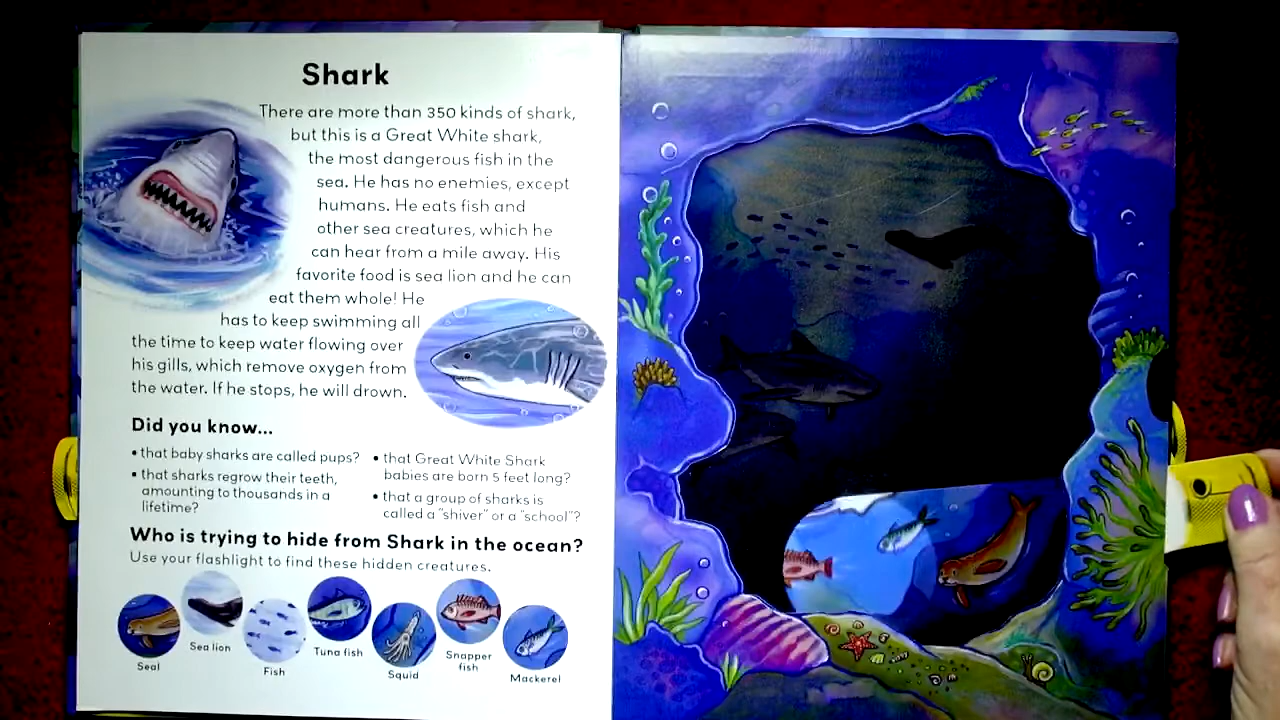 Shark
There are more than 350 kinds of shark,
but this is a Great White shark,
the most dangerous fish in the
sea. He has no enemies, except
humans. He eats fish and
other sea creatures, which he
can hear from a mile away. His
favorite food is sea lion and he can
eat them whole! He
has to keep swimming all
the time to keep water flowing over
his gills, which remove oxygen from
the water. If he stops, he will drown.
Did you know...
• that baby sharks are called pups?
• that sharks regrow their teeth,
amounting to thousands in a
lifetime?
• that Great White Shark
babies are born 5 feet long?
• that a group of sharks is
called a "shiver" or a "school"?
Who is trying to hide from Shark in the ocean?
Use your flashlight to find these hidden creatures.
Seal
Sea lion
Fish
Tuna fish
Squid
Snapper
fish
Mackerel